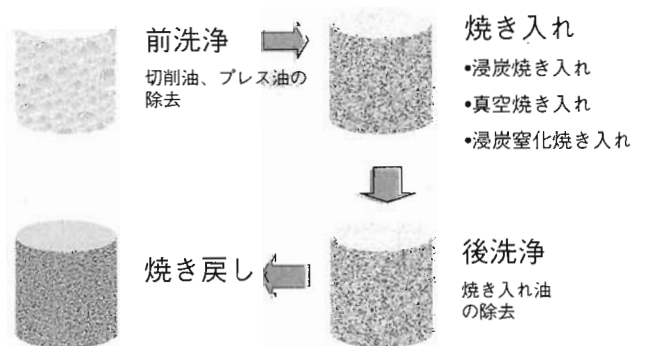 前洗浄
切削油、プレス油の
除去
焼き入れ
•浸炭焼き入れ
•真空焼き入れ
•浸炭窒化焼き入れ
後洗浄
焼き入れ油
の除去
焼き戻し